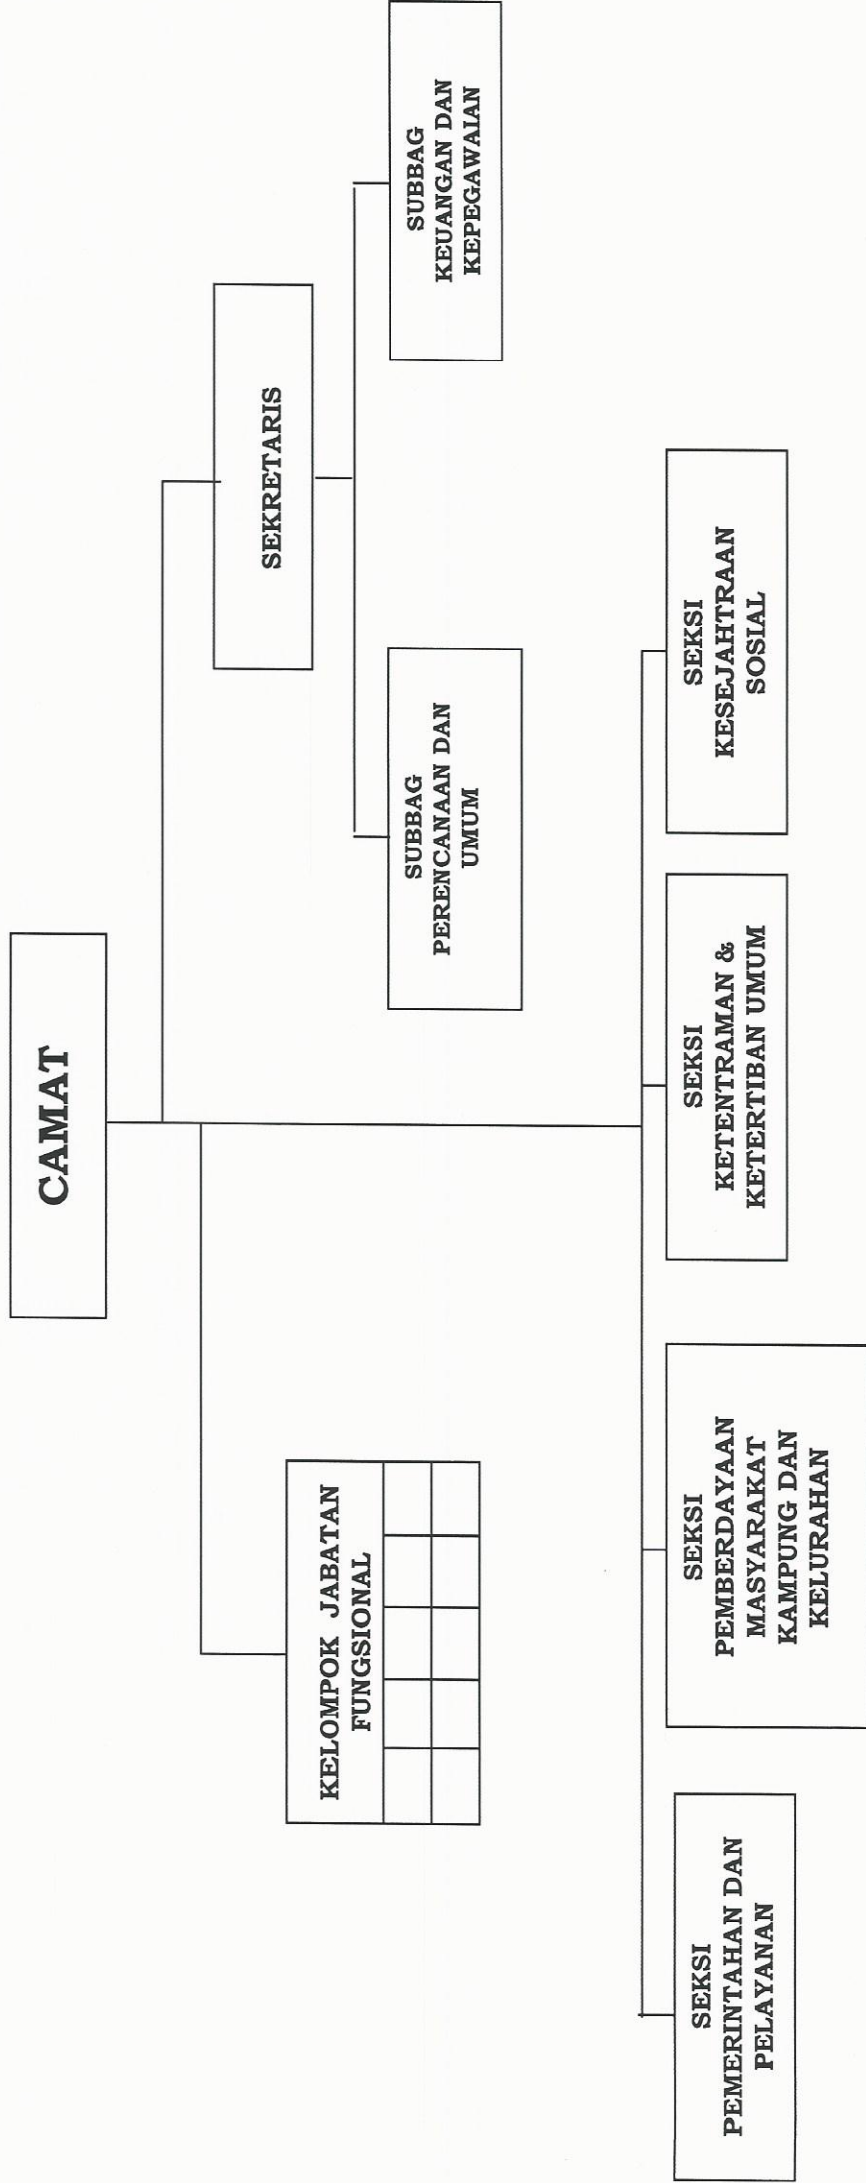 CAMAT
SEKRETARIS
KELOMPOK JABATAN
FUNGSIONAL
SUBBAG
PERENCANAAN DAN
UMUM
SUBBAG
KEUANGAN DAN
KEPEGAWAIAN
SEKSI
PEMERINTAHAN DAN
PELAYANAN
SEKSI
PEMBERDAYAAN
MASYARAKAT
KAMPUNG DAN
KELURAHAN
SEKSI
KETENTRAMAN &
KETERTIBAN UMUM
SEKSI
KESEJAHTRAAN
SOSIAL